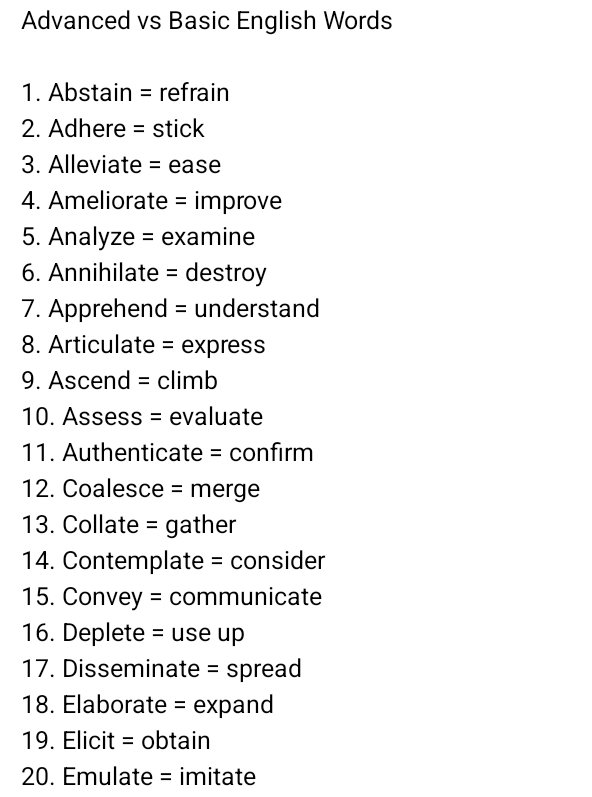 Advanced vs Basic English Words
1. Abstain = refrain
2. Adhere = stick
3. Alleviate = ease
4. Ameliorate = improve
5. Analyze = examine
6. Annihilate = destroy
7. Apprehend = understand
8. Articulate = express
9. Ascend = climb
10. Assess = evaluate
11. Authenticate = confirm
12. Coalesce = merge
13. Collate = gather
14. Contemplate = consider
15. Convey = communicate
16. Deplete = use up
17. Disseminate = spread
18. Elaborate = expand
19. Elicit = obtain
20. Emulate = imitate